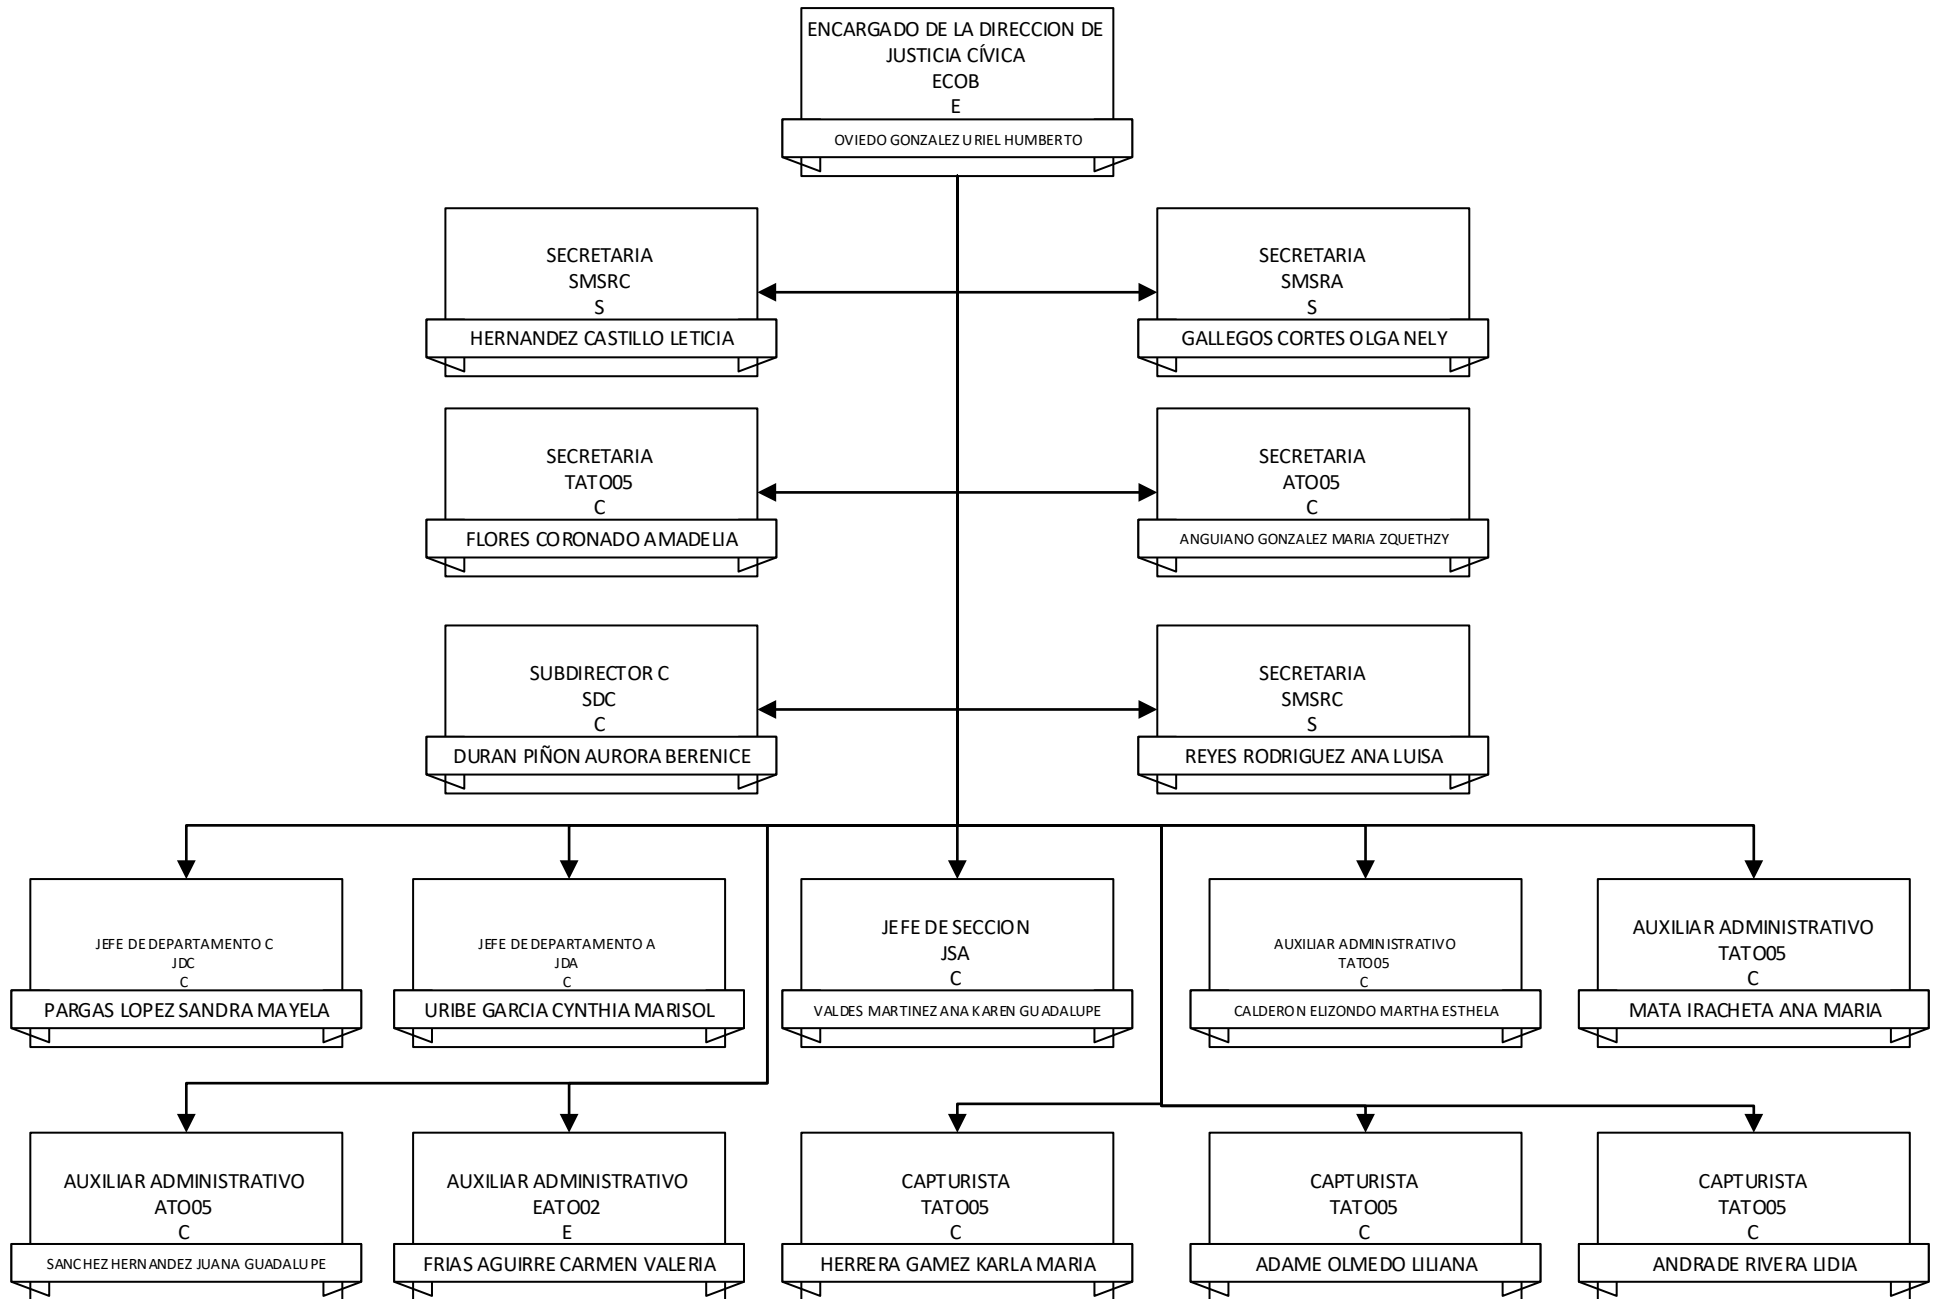 ENCARGADO DE LA DIRECCION DE
JUSTICIA CÍVICA
ECOB
E
OVIEDO GONZALEZ URIEL HUMBERTO
SECRETARIA
SMSRC
S
HERNANDEZ CASTILLO LETICIA
SECRETARIA
SMSRA
S
GALLEGOS CORTES OLGA NELY
SECRETARIA
TATO05
C
FLORES CORONADO AMADELIA
SECRETARIA
ATO05
C
ANGUIANO GONZALEZ MARIA ZQUETHZY
SUBDIRECTOR C
SDC
C
DURAN PIÑON AURORA BERENICE
SECRETARIA
SMSRC
S
REYES RODRIGUEZ ANA LUISA
JEFE DE DEPARTAMENTO C
JDC
C
PARGAS LOPEZ SANDRA MAYELA
JEFE DE DEPARTAMENTO A
JDA
C
URIBE GARCIA CYNTHIA MARISOL
JEFE DE SECCION
JSA
C
VALDES MARTINEZ ANA KAREN GUADALUPE
AUXILIAR ADMINISTRATIVO
TATO05
C
CALDERON ELIZONDO MARTHA ESTHELA
AUXILIAR ADMINISTRATIVO
TATO05
C
MATA IRACHETA ANA MARIA
AUXILIAR ADMINISTRATIVO
ATO05
C
SANCHEZ HERNANDEZ JUANA GUADALUPE
AUXILIAR ADMINISTRATIVO
EATO02
E
FRIAS AGUIRRE CARMEN VALERIA
CAPTURISTA
TATO05
C
HERRERA GAMEZ KARLA MARIA
CAPTURISTA
TATO05
C
ADAME OLMEDO LILIANA
CAPTURISTA
TATO05
C
ANDRADE RIVERA LIDIA